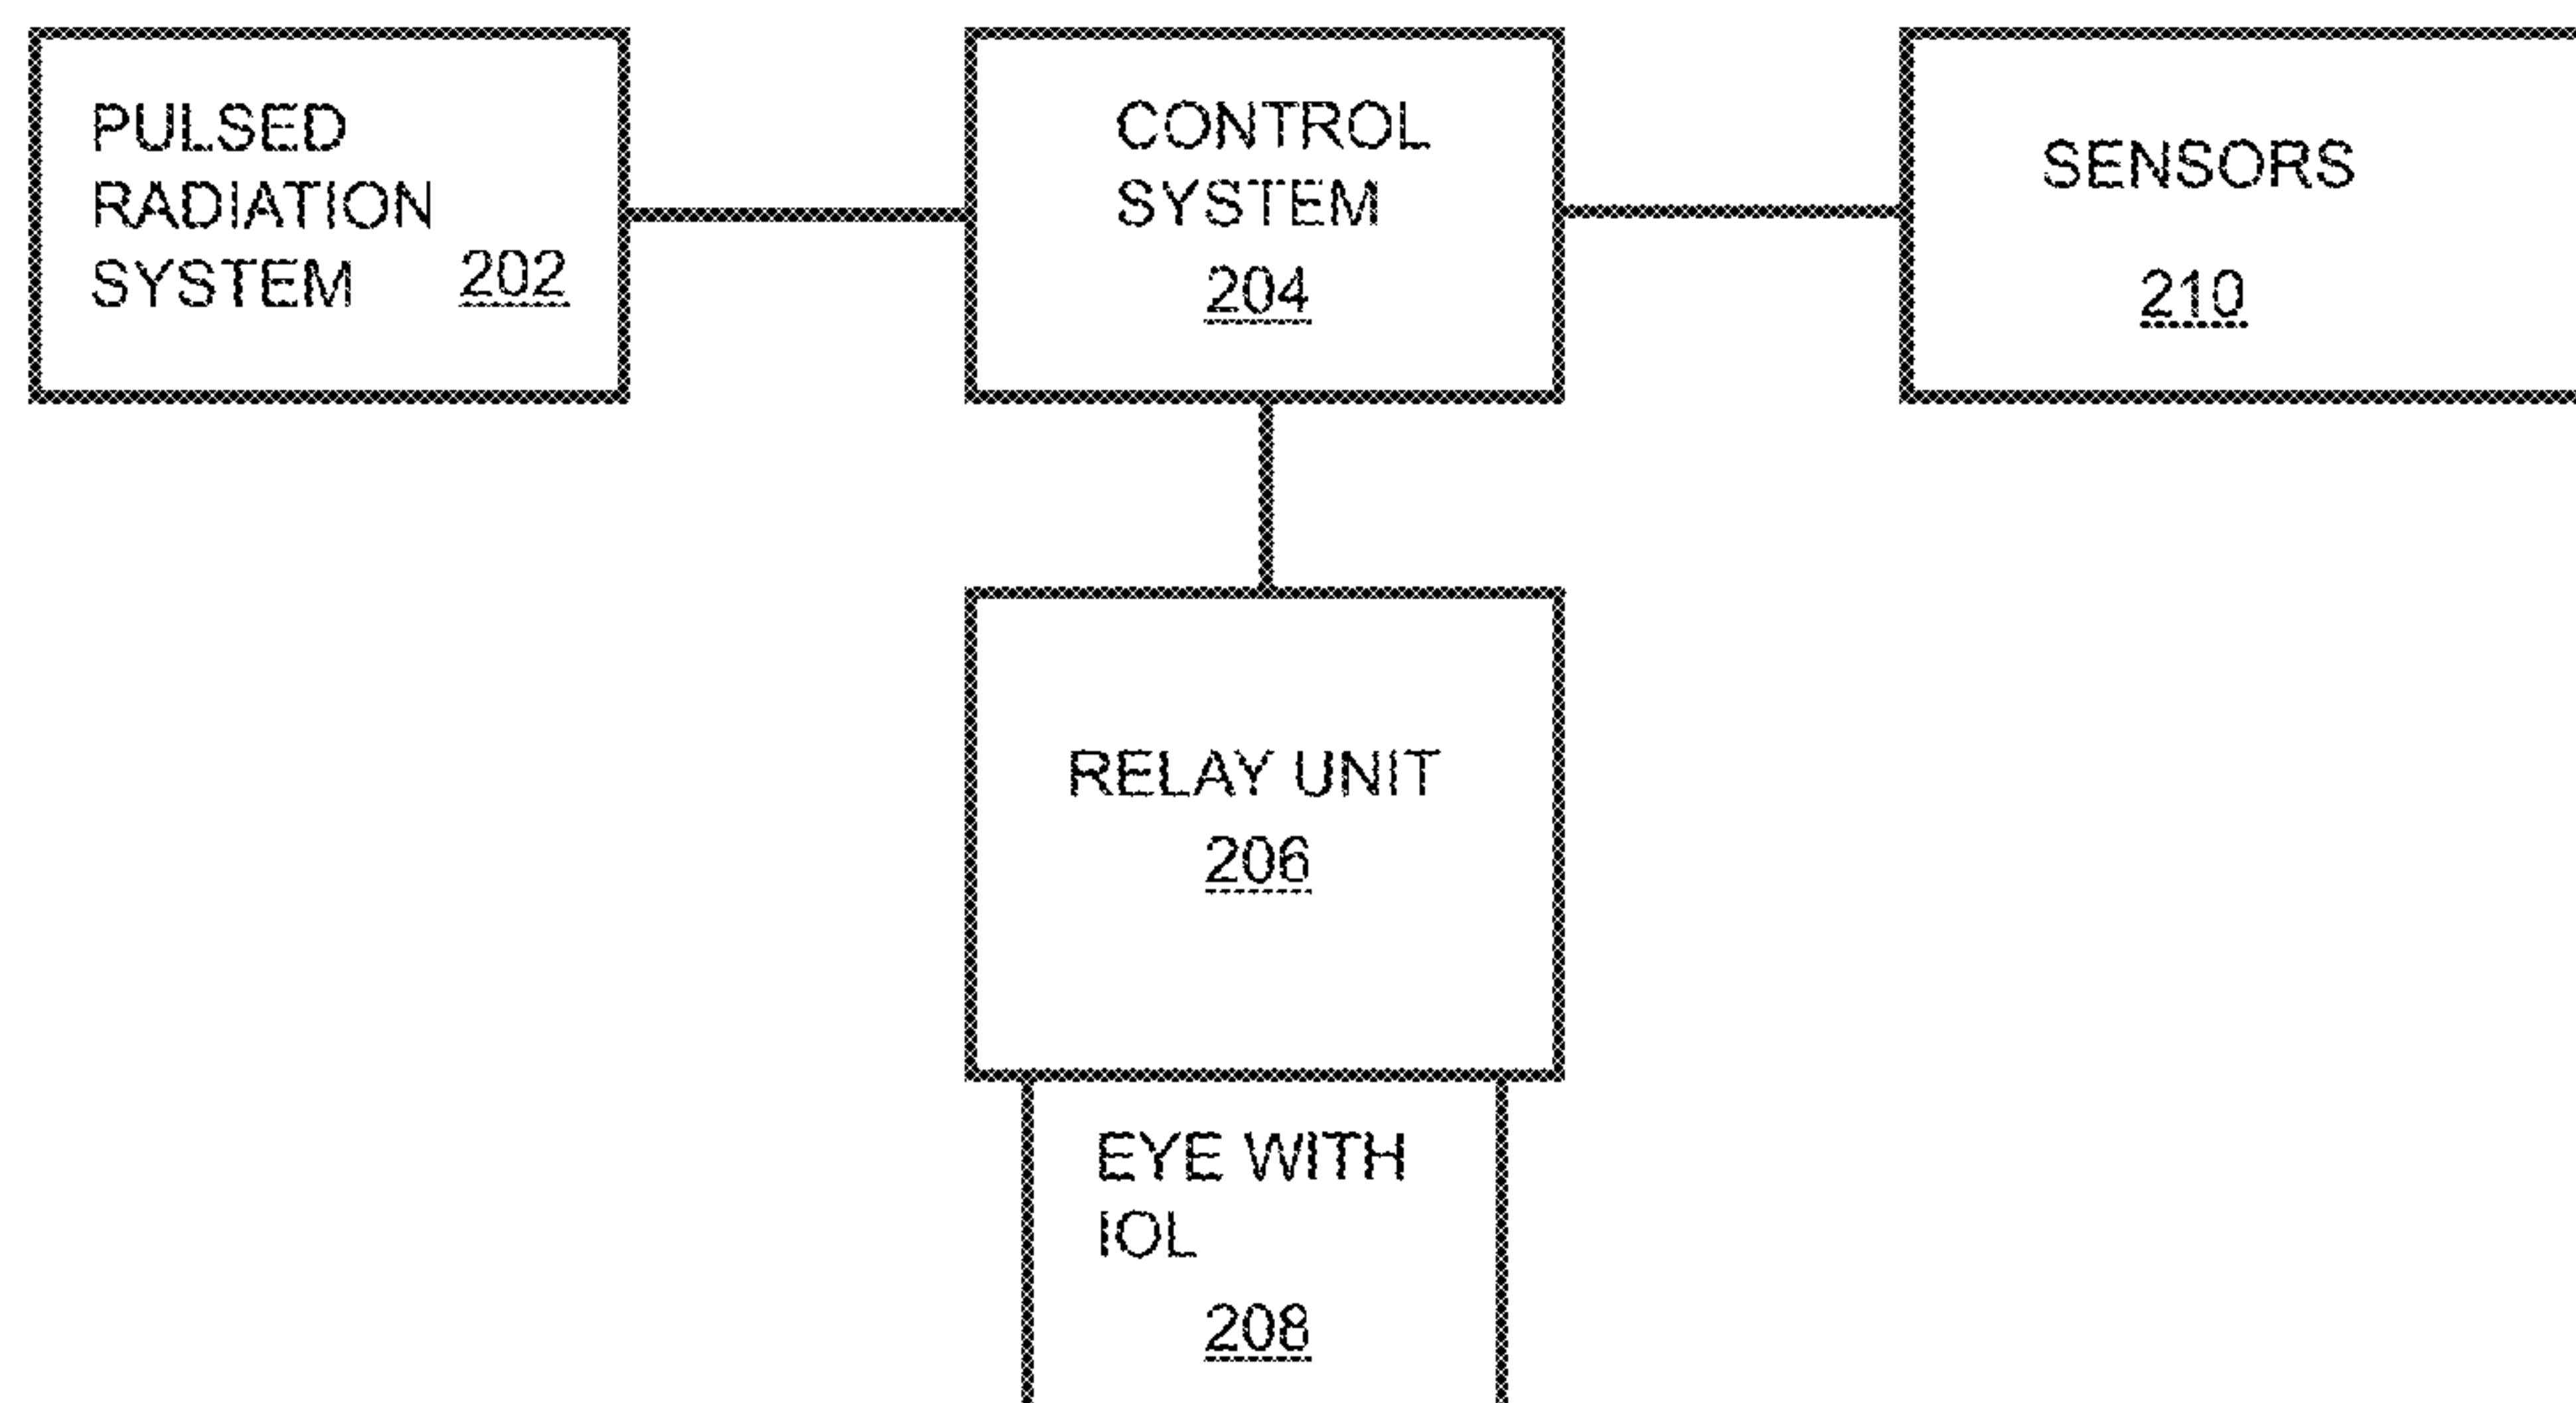 PULSED
RADIATION
SYSTEM 202
CONTROL
SYSTEM
204
SENSORS
210
RELAY UNIT
206
EYE WITH
IOL
208